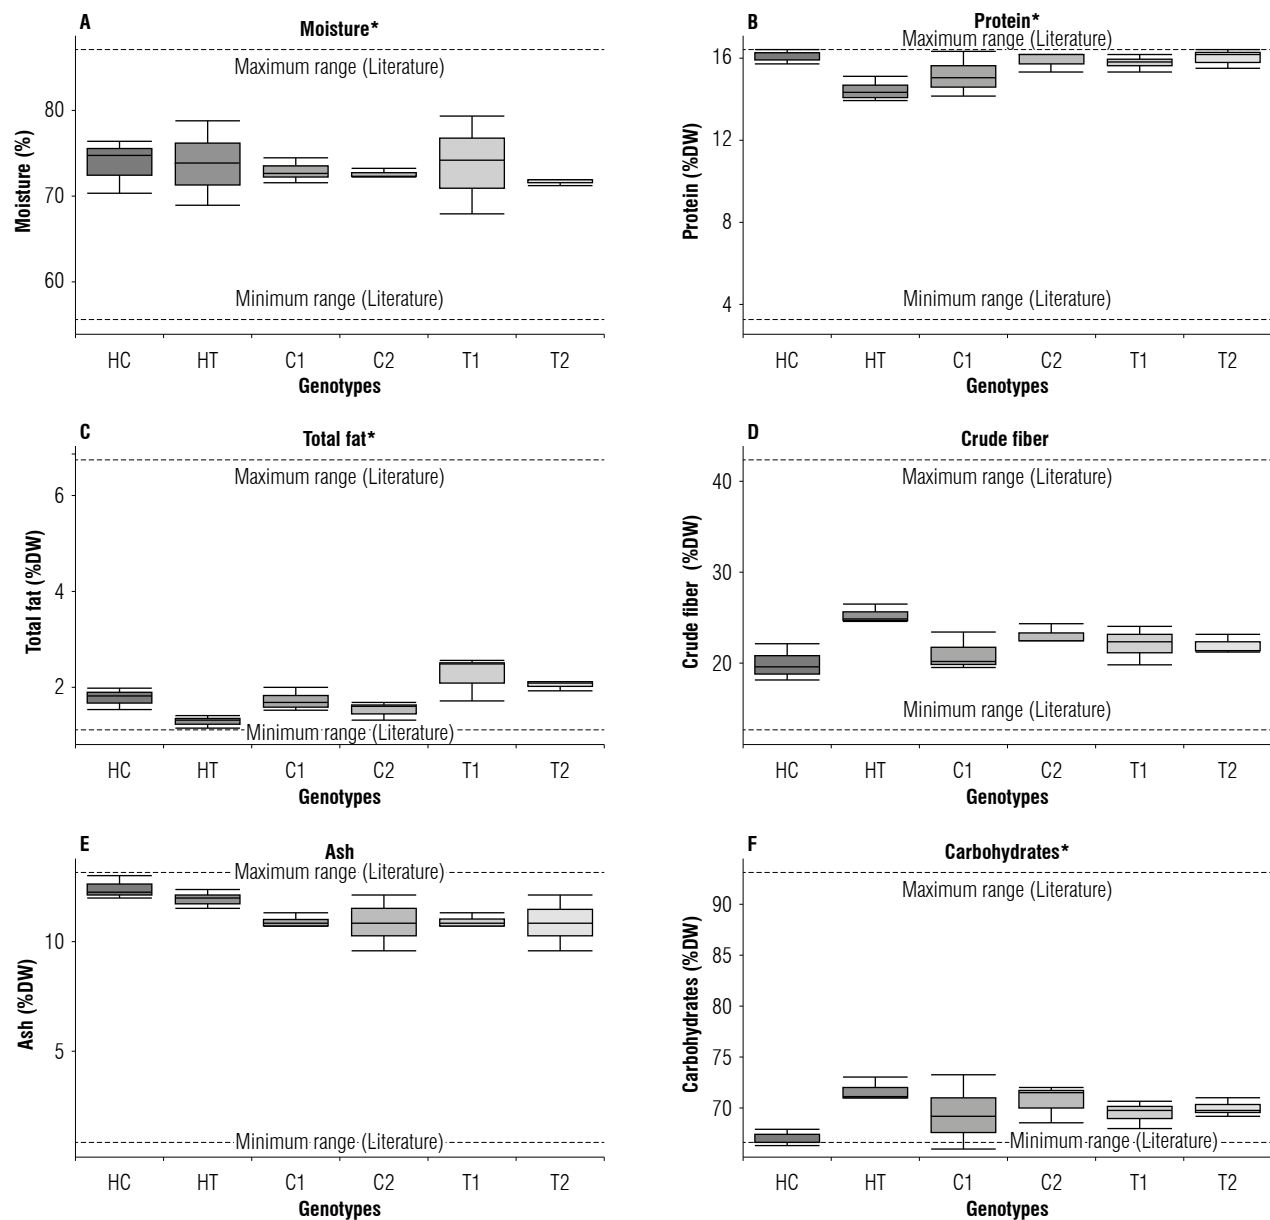 A
Moisture*
Maximum range (Literature)
80
70
60
Moisture (%)
Minimum range (Literature)
HC HT C1 C2 T1 T2
Genotypes
B
Protein*
Maximum range (Literature)
16
12
8
4
Protein (%DW)
Minimum range (Literature)
HC HT C1 C2 T1 T2
Genotypes
C
Total fat*
Maximum range (Literature)
6
4
2
Total fat (%DW)
Minimum range (Literature)
HC HT C1 C2 T1 T2
Genotypes
D
Crude fiber
Maximum range (Literature)
40
30
20
Crude fiber (%DW)
Minimum range (Literature)
HC HT C1 C2 T1 T2
Genotypes
E
Ash
Maximum range (Literature)
10
5
Ash (%DW)
Minimum range (Literature)
HC HT C1 C2 T1 T2
Genotypes
F
Carbohydrates*
Maximum range (Literature)
90
85
80
75
70
Carbohydrates (%DW)
Minimum range (Literature)
HC HT C1 C2 T1 T2
Genotypes